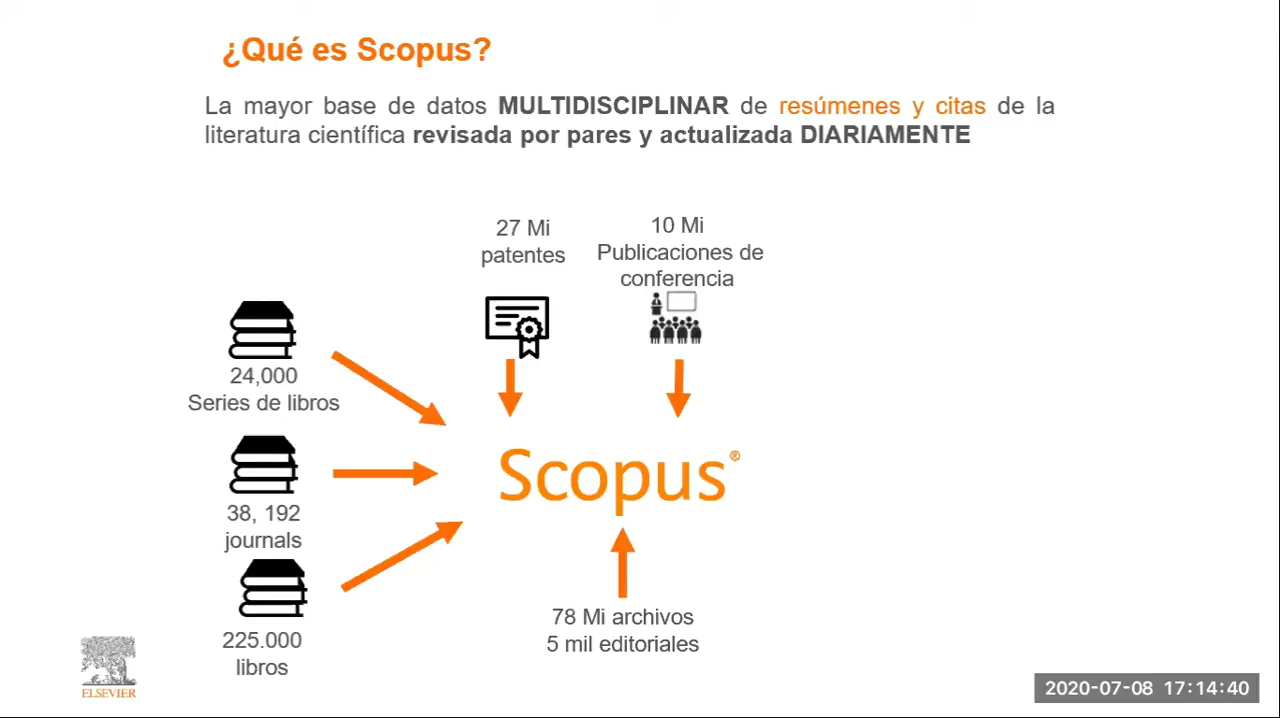 ¿Qué es Scopus?
La mayor base de datos MULTIDISCIPLINAR de resúmenes y citas de la
literatura científica revisada por pares y actualizada DIARIAMENTE
27 Mi
patentes
10 Mi
Publicaciones de
conferencia
24,000
Series de libros
38, 192
journals
225.000
libros
Scopus®
78 Mi archivos
5 mil editoriales
ELSEVIER
2020-07-08 17:14:40